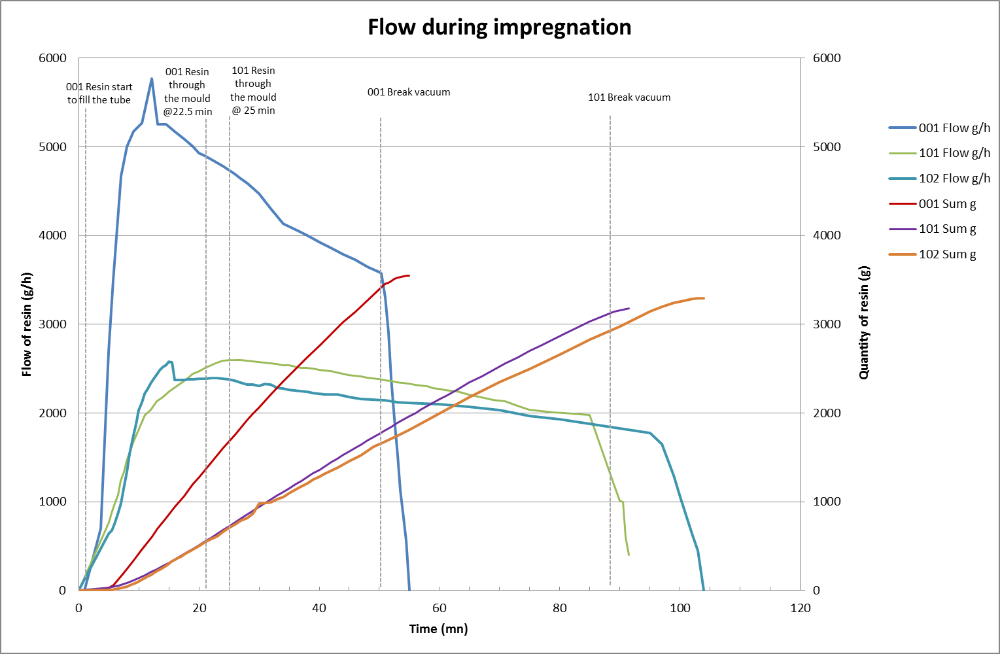 Flow during impregnation
6000
5000
4000
3000
2000
1000
0
Flow of resin (g/h)
001 Resin start
to fill the tube
001 Resin
through
the mould
@22.5 min
101 Resin
through
the mould
@ 25 min
001 Break vacuum
101 Break vacuum
6000
5000
4000
3000
2000
1000
0
Quantity of resin (g)
0
20
40
60
80
100
120
Time (mn)
001 Flow g/h
101 Flow g/h
102 Flow g/h
001 Sum g
101 Sum g
102 Sum g